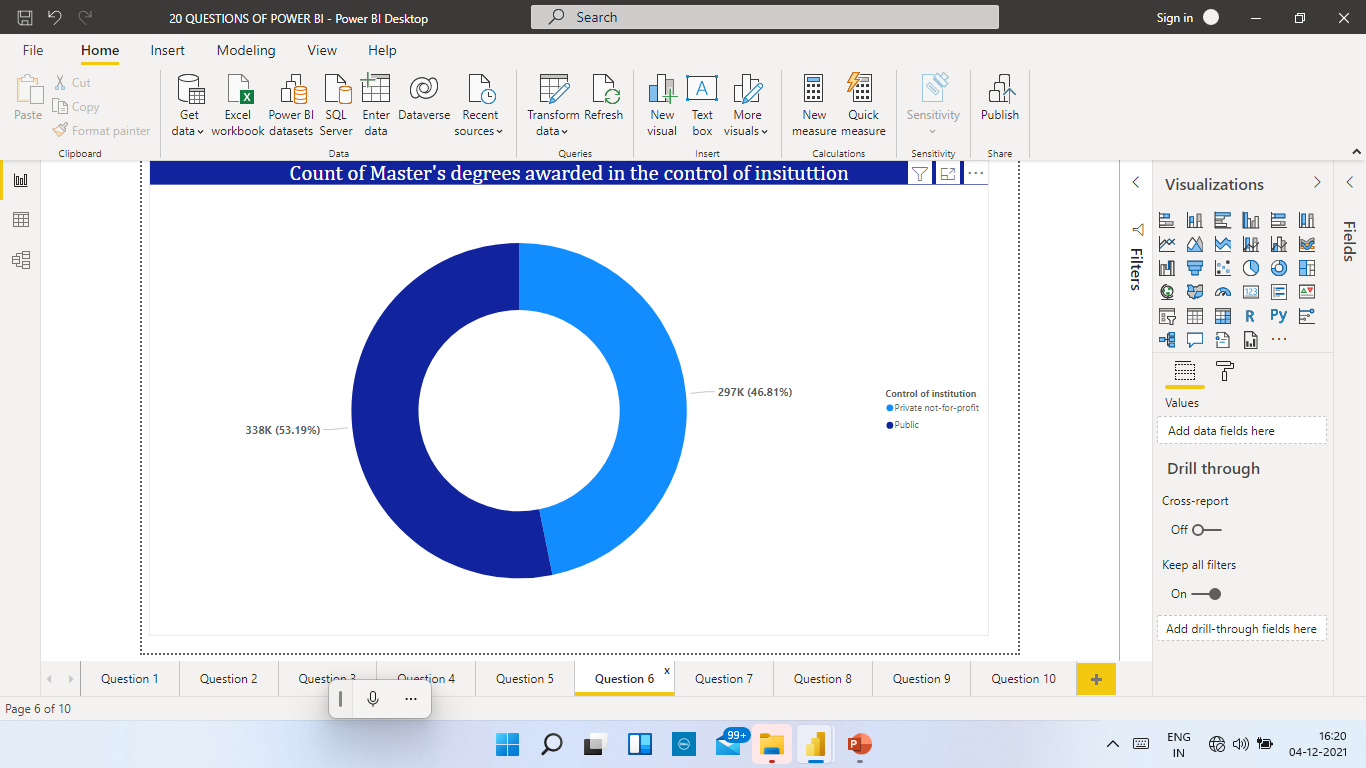 20 QUESTIONS OF POWER BI - Power BI Desktop
Search
Sign in
File Home Insert Modeling View Help
Paste
Cut
Copy
Format painter
Clipboard
Get data
Excel workbook
Power BI datasets
SQL Server
Enter data
Dataverse
Recent sources
Data
Transform data
Refresh
Queries
New visual
Text box
More visuals
Insert
New measure
Quick measure
Calculations
Sensitivity
Sensitivity
Publish
Share
Count of Master's degrees awarded in the control of insituttion
297K (46.81%)
338K (53.19%)
Control of institution
Private not-for-profit
Public
Filters
Visualizations
123
R
Py
Values
Add data fields here
Drill through
Cross-report
Off
Keep all filters
On
Add drill-through fields here
Fields
Question 1 Question 2 Question 3 Question 4 Question 5 Question 6 x Question 7 Question 8 Question 9 Question 10 +
Page 6 of 10
99+
ENG
IN
16:20
04-12-2021